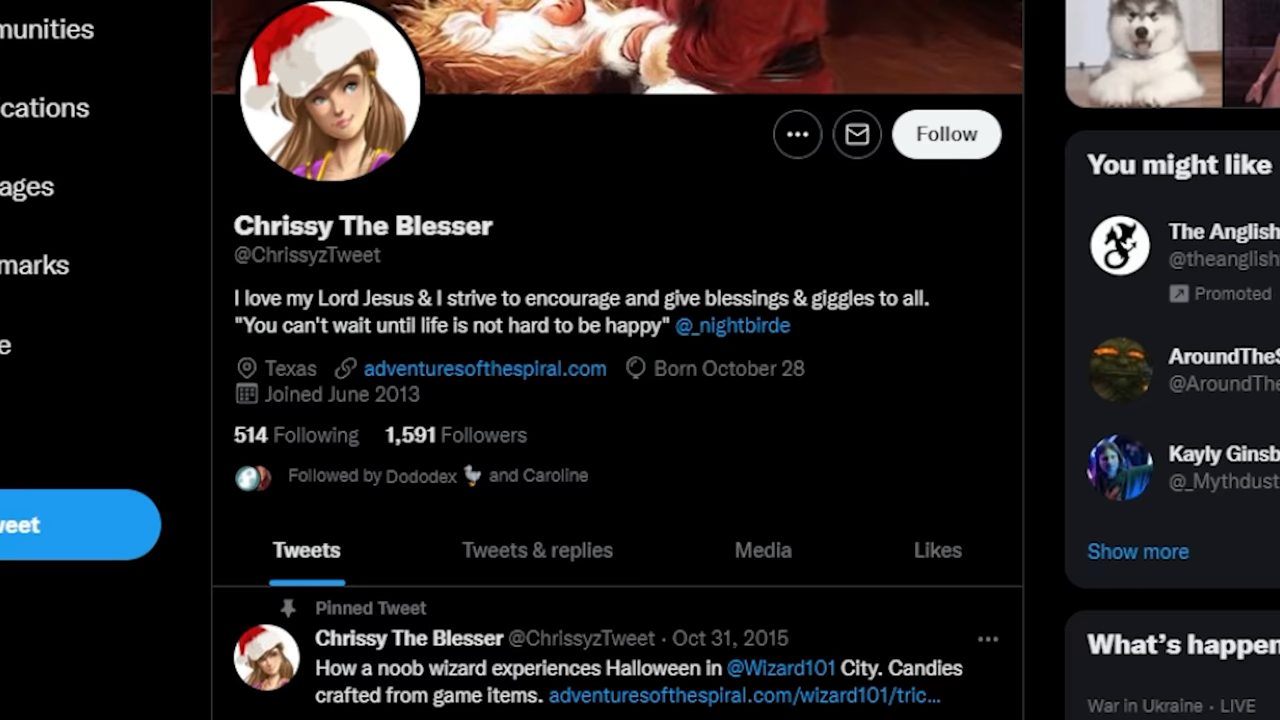 munities
ications
ages
marks
e
weet
Follow
Chrissy The Blesser
@ChrissyzTweet
I love my Lord Jesus & I strive to encourage and give blessings & giggles to all.
"You can't wait until life is not hard to be happy" @_nightbirde
Texas adventuresofthespiral.com Born October 28
Joined June 2013
514 Following 1,591 Followers
Followed by Dododex 🦆 and Caroline
Tweets Tweets & replies Media Likes
Pinned Tweet
Chrissy The Blesser @ChrissyzTweet · Oct 31, 2015
How a noob wizard experiences Halloween in @Wizard101 City. Candies
crafted from game items. adventuresofthespiral.com/wizard101/tric...
You might like
The Anglish
@theanglish
Promoted
AroundTheS
@AroundThe
Kayly Ginsb
@_Mythdust
Show more
What's happen
War in Ukraine · LIVE